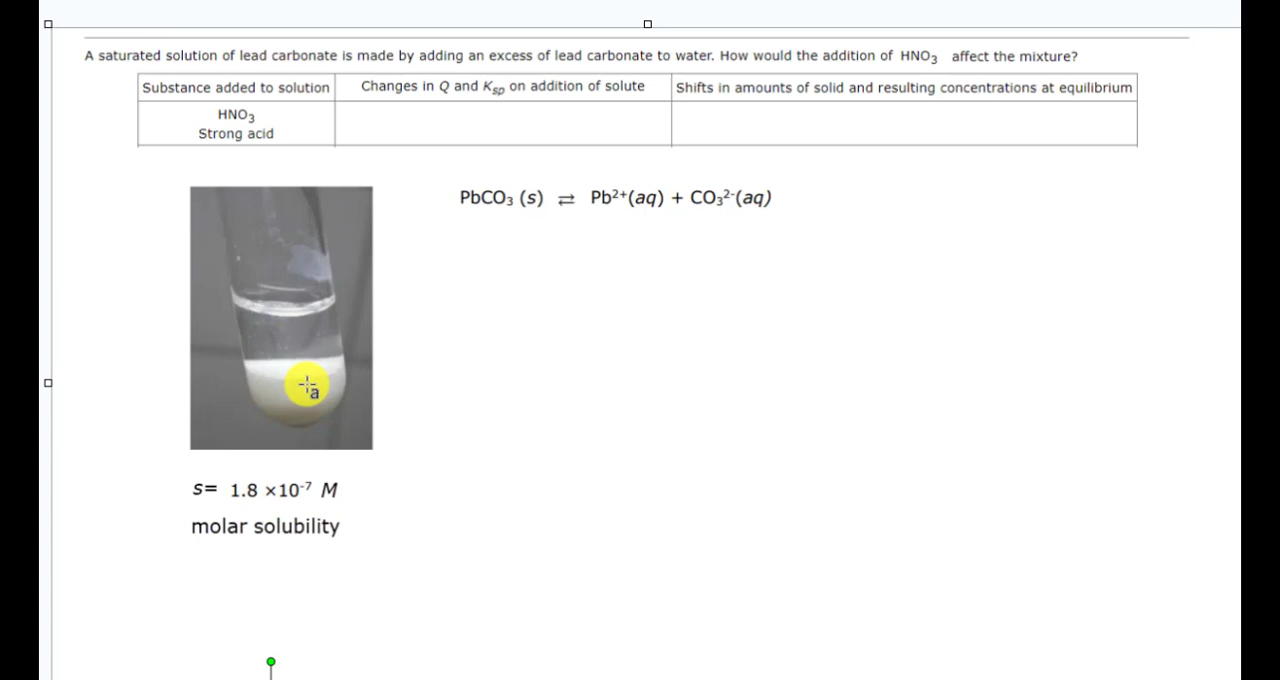 A saturated solution of lead carbonate is made by adding an excess of lead carbonate to water. How would the addition of HNO₃ affect the mixture?
Substance added to solution Changes in Q and Kₛₚ on addition of solute Shifts in amounts of solid and resulting concentrations at equilibrium
HNO₃
Strong acid
PbCO₃ (s) ⇄ Pb²⁺(aq) + CO₃²⁻(aq)
a
s= 1.8 ×10⁻⁷ M
molar solubility